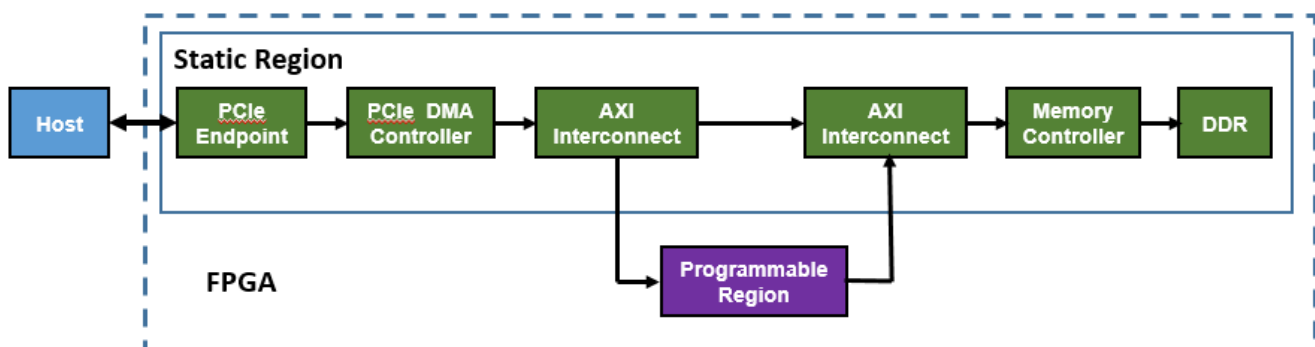 Static Region
Host
PCIe
Endpoint
PCIe DMA
Controller
AXI
Interconnect
AXI
Interconnect
Memory
Controller
DDR
Programmable
Region
FPGA